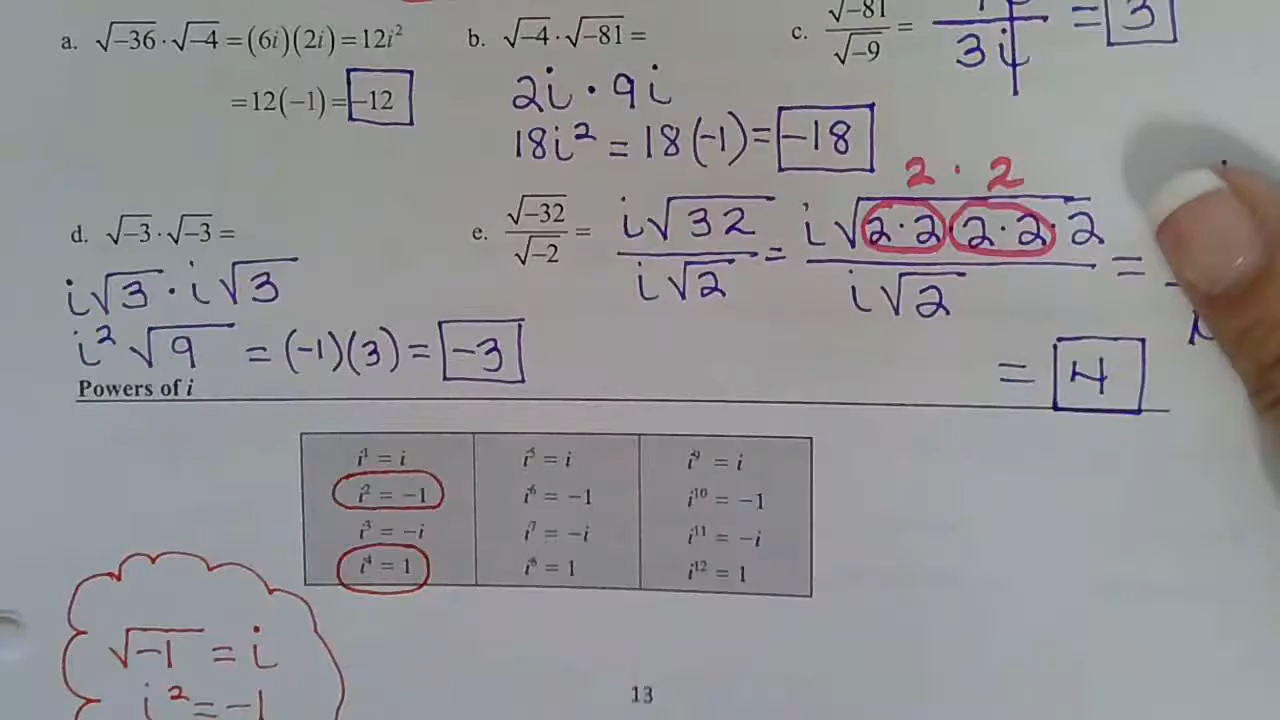 a. √-36 · √-4 = (6i)(2i) = 12i²
= 12(-1) = -12
b. √-4 · √-81 =
2i · 9i
18i² = 18(-1) = -18
c. √-81 / √-9 =
3i
= 3
d. √-3 · √-3 =
i√3 · i√3
i²√9 = (-1)(3) = -3
2 · 2
e. √-32 / √-2 = i√32 / i√2 = i√2·2·2·2·2 / i√2 =
= 4
Powers of i
i¹ = i i⁵ = i i⁹ = i
i² = -1 i⁶ = -1 i¹⁰ = -1
i³ = -i i⁷ = -i i¹¹ = -i
i⁴ = 1 i⁸ = 1 i¹² = 1
√-1 = i
i² = -1
13